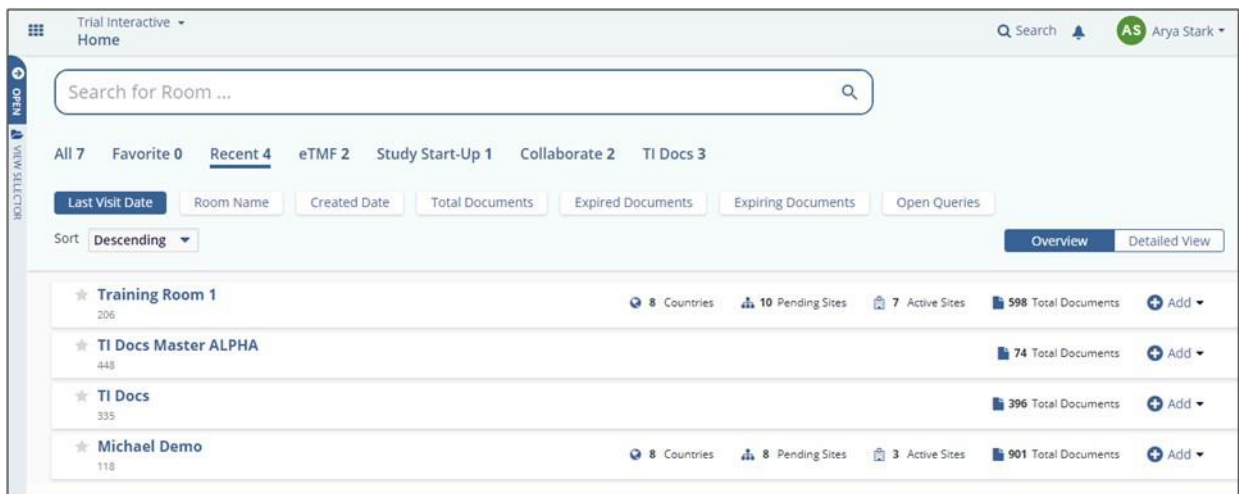 Trial Interactive
Home
Search
AS Arya Stark
OPEN
VIEW SELECTOR
Search for Room ...
All 7 Favorite 0 Recent 4 eTMF 2 Study Start-Up 1 Collaborate 2 TI Docs 3
Last Visit Date Room Name Created Date Total Documents Expired Documents Expiring Documents Open Queries
Sort Descending Overview Detailed View
Training Room 1 8 Countries 10 Pending Sites 7 Active Sites 598 Total Documents Add
206
TI Docs Master ALPHA 74 Total Documents Add
448
TI Docs 396 Total Documents Add
335
Michael Demo 8 Countries 8 Pending Sites 3 Active Sites 901 Total Documents Add
118